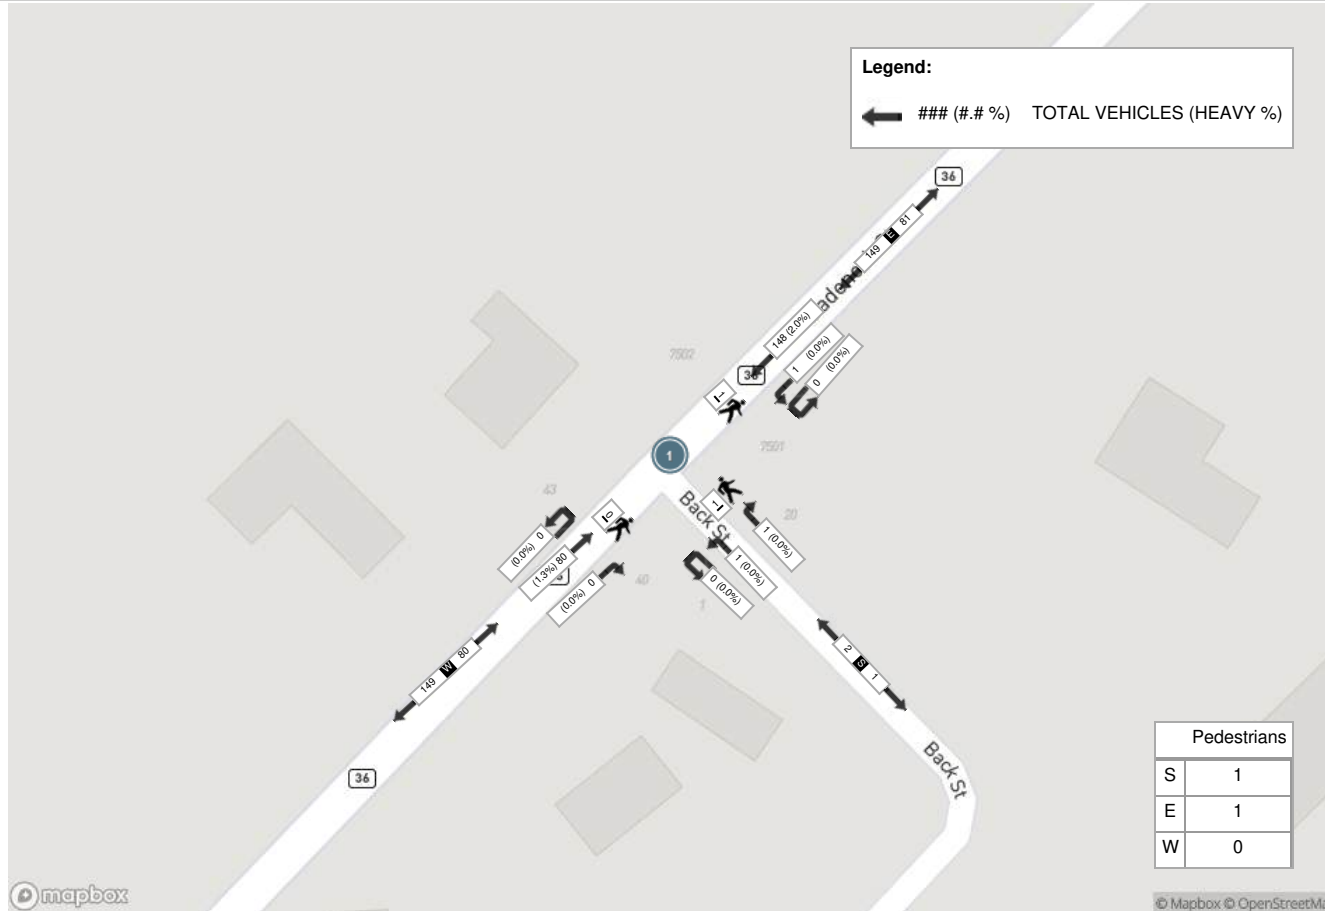 Legend:
### (#.# %) TOTAL VEHICLES (HEAVY %)
36
81
E
149
148 (2.0%)
1 (0.0%)
0 (0.0%)
7502
36
1
7501
1
43
0
Back St
1
20
(0.0%) 0
1 (0.0%)
(1.3%) 80
1 (0.0%)
40
(0.0%) 0
0 (0.0%)
1
149 W 80
2 S 1
36
Back St
Pedestrians
S 1
E 1
W 0
mapbox
© Mapbox © OpenStreetMa